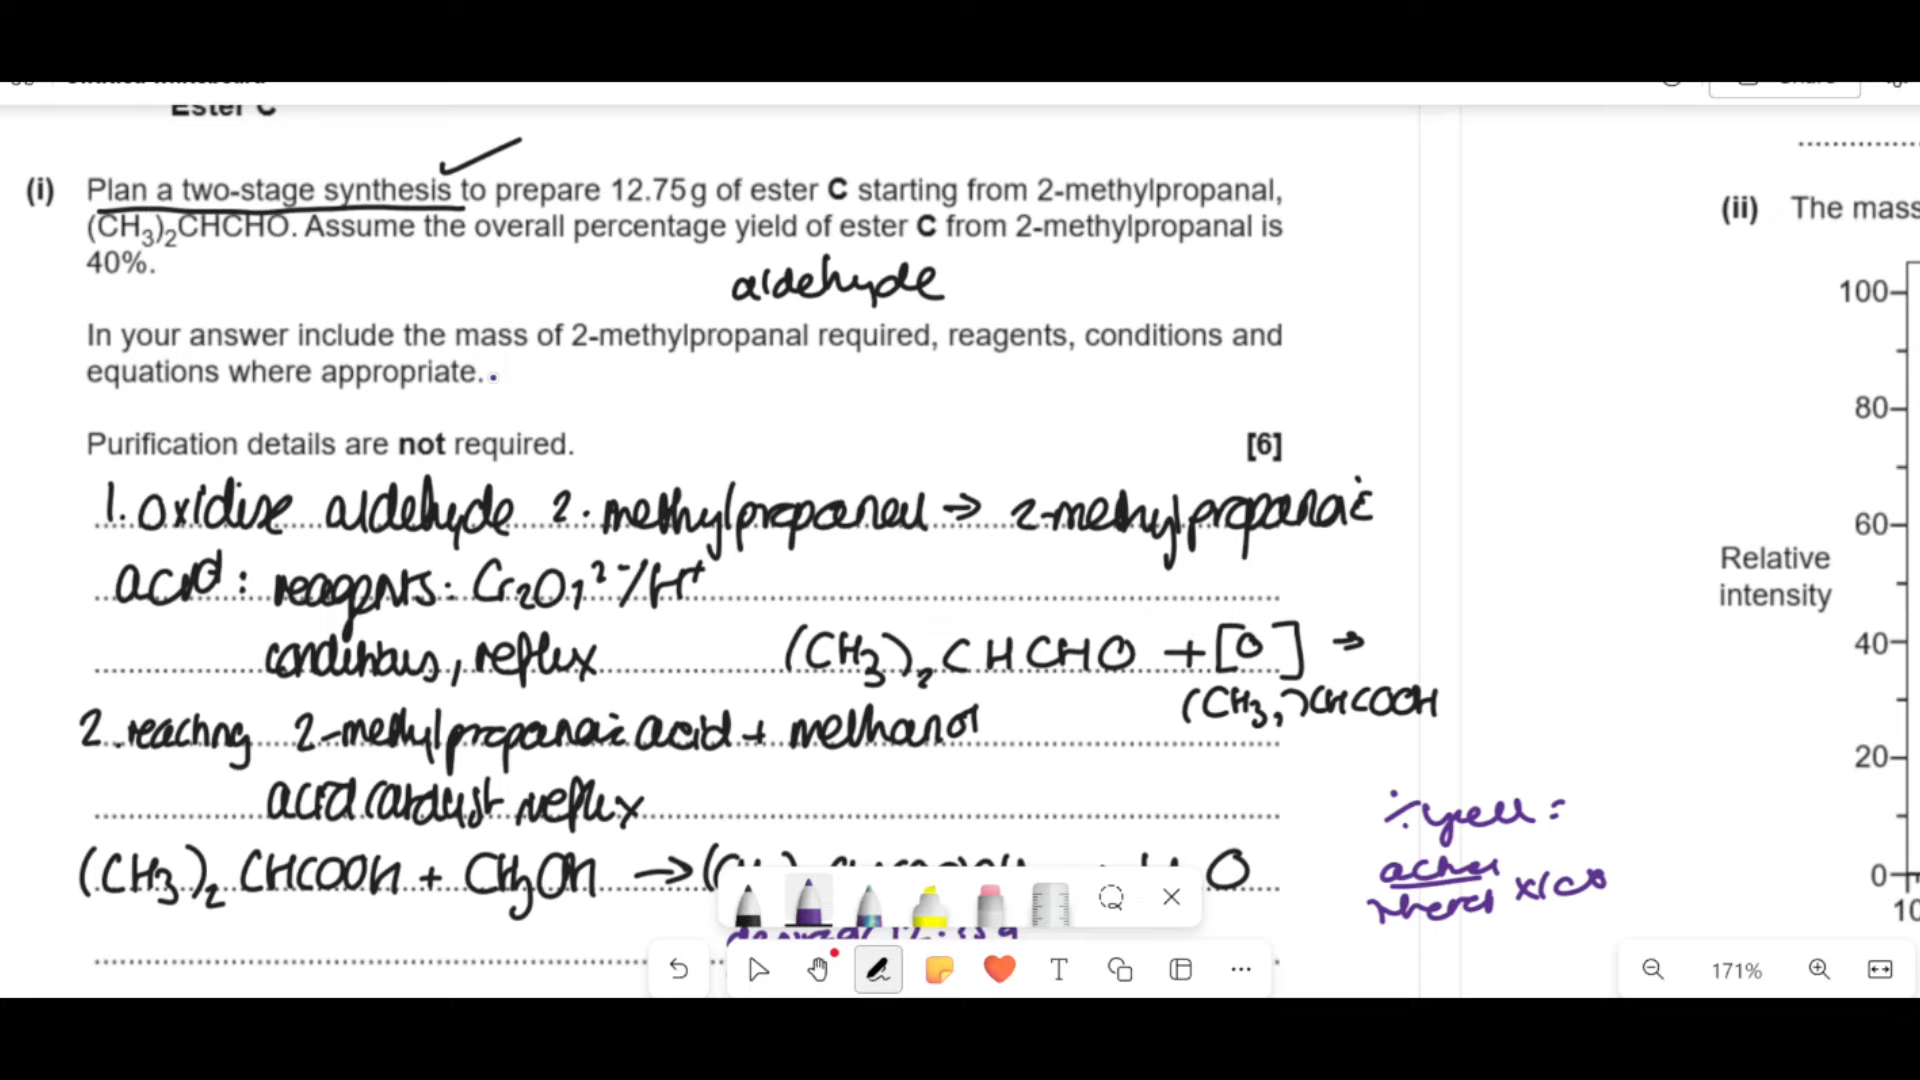 Ester C
(i) Plan a two-stage synthesis to prepare 12.75 g of ester C starting from 2-methylpropanal,
(CH3)2CHCHO. Assume the overall percentage yield of ester C from 2-methylpropanal is
40%.
aldehyde
In your answer include the mass of 2-methylpropanal required, reagents, conditions and
equations where appropriate.
Purification details are not required. [6]
1. oxidise aldehyde 2-methylpropanal → 2-methylpropanoic
acid: reagents: Cr2O7²⁻/H⁺
conditions, reflux (CH3)2CHCHO + [O] →
(CH3)2CHCOOH
2. reacting 2-methylpropanoic acid + methanol
acid catalyst reflux
(CH3)2 CHCOOH + CH3OH → O
% yield =
actual
x100
(ii) The mass
100
80
60
Relative
intensity
40
20
0
10
171%